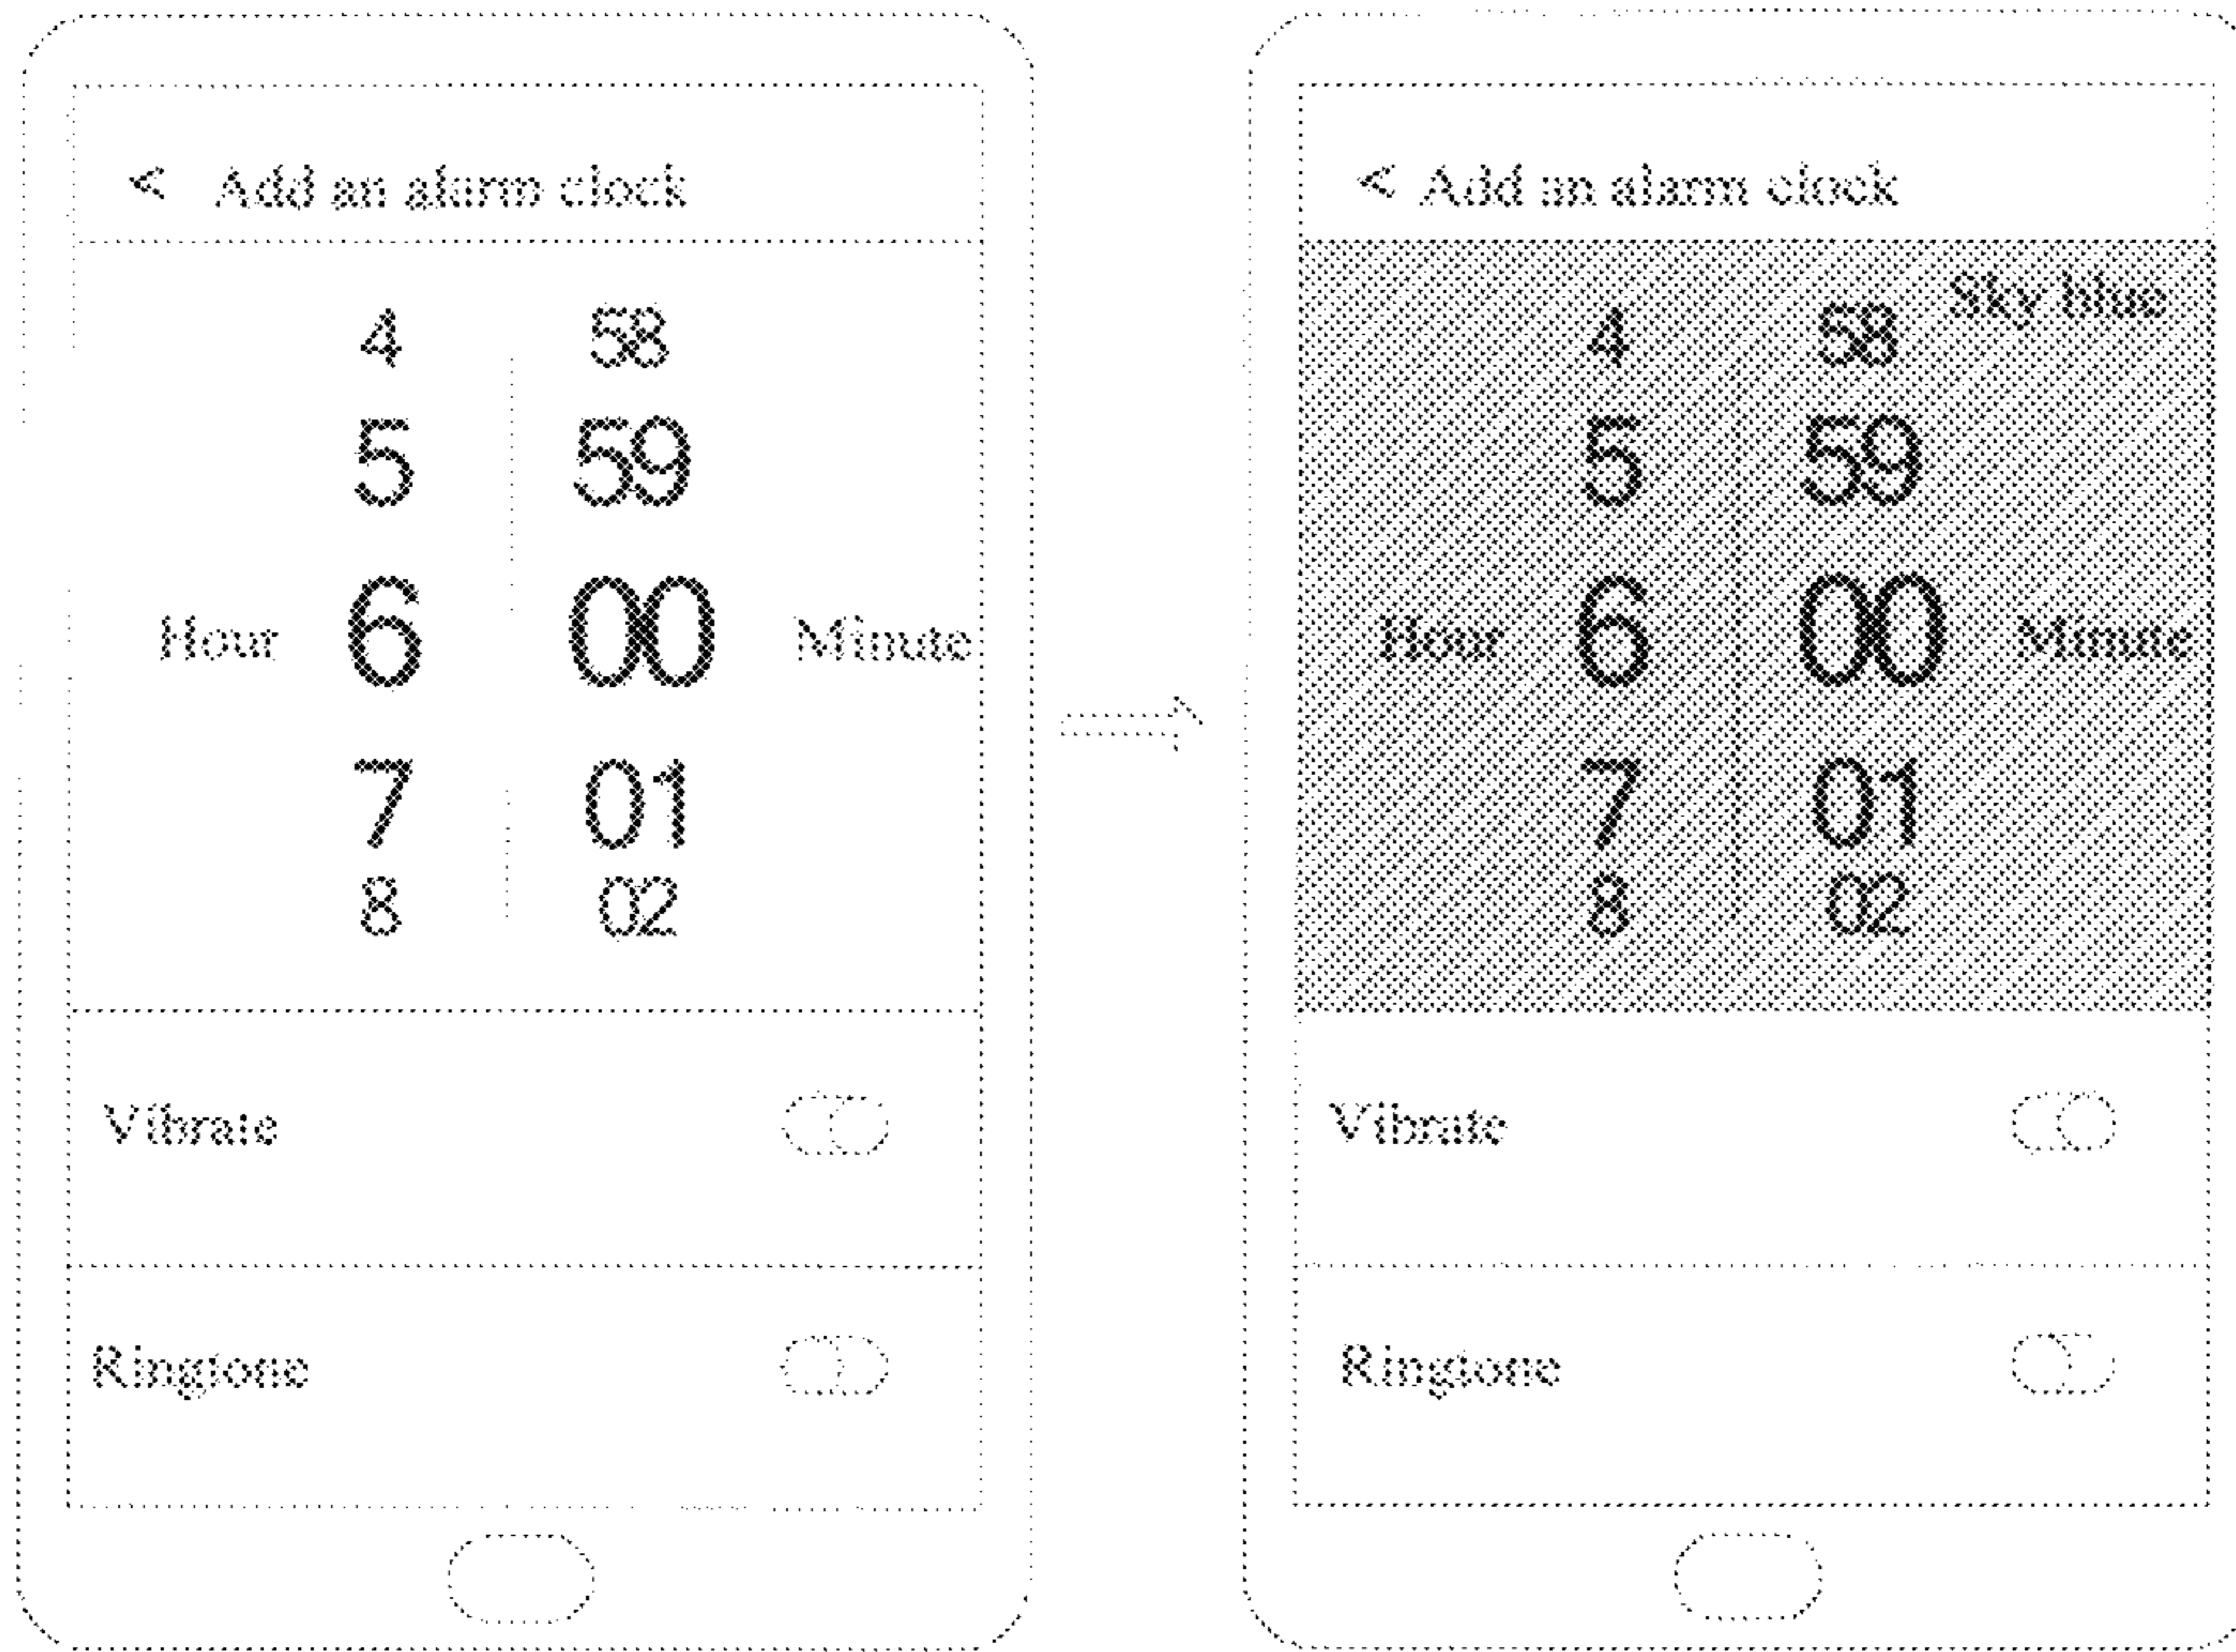 < Add an alarm clock
4 58
5 59
Hour 6 00 Minute
7 01
8 02
Vibrate
Ringtone
< Add an alarm clock
Sky blue
4 58
5 59
Hour 6 00 Minute
7 01
8 02
Vibrate
Ringtone